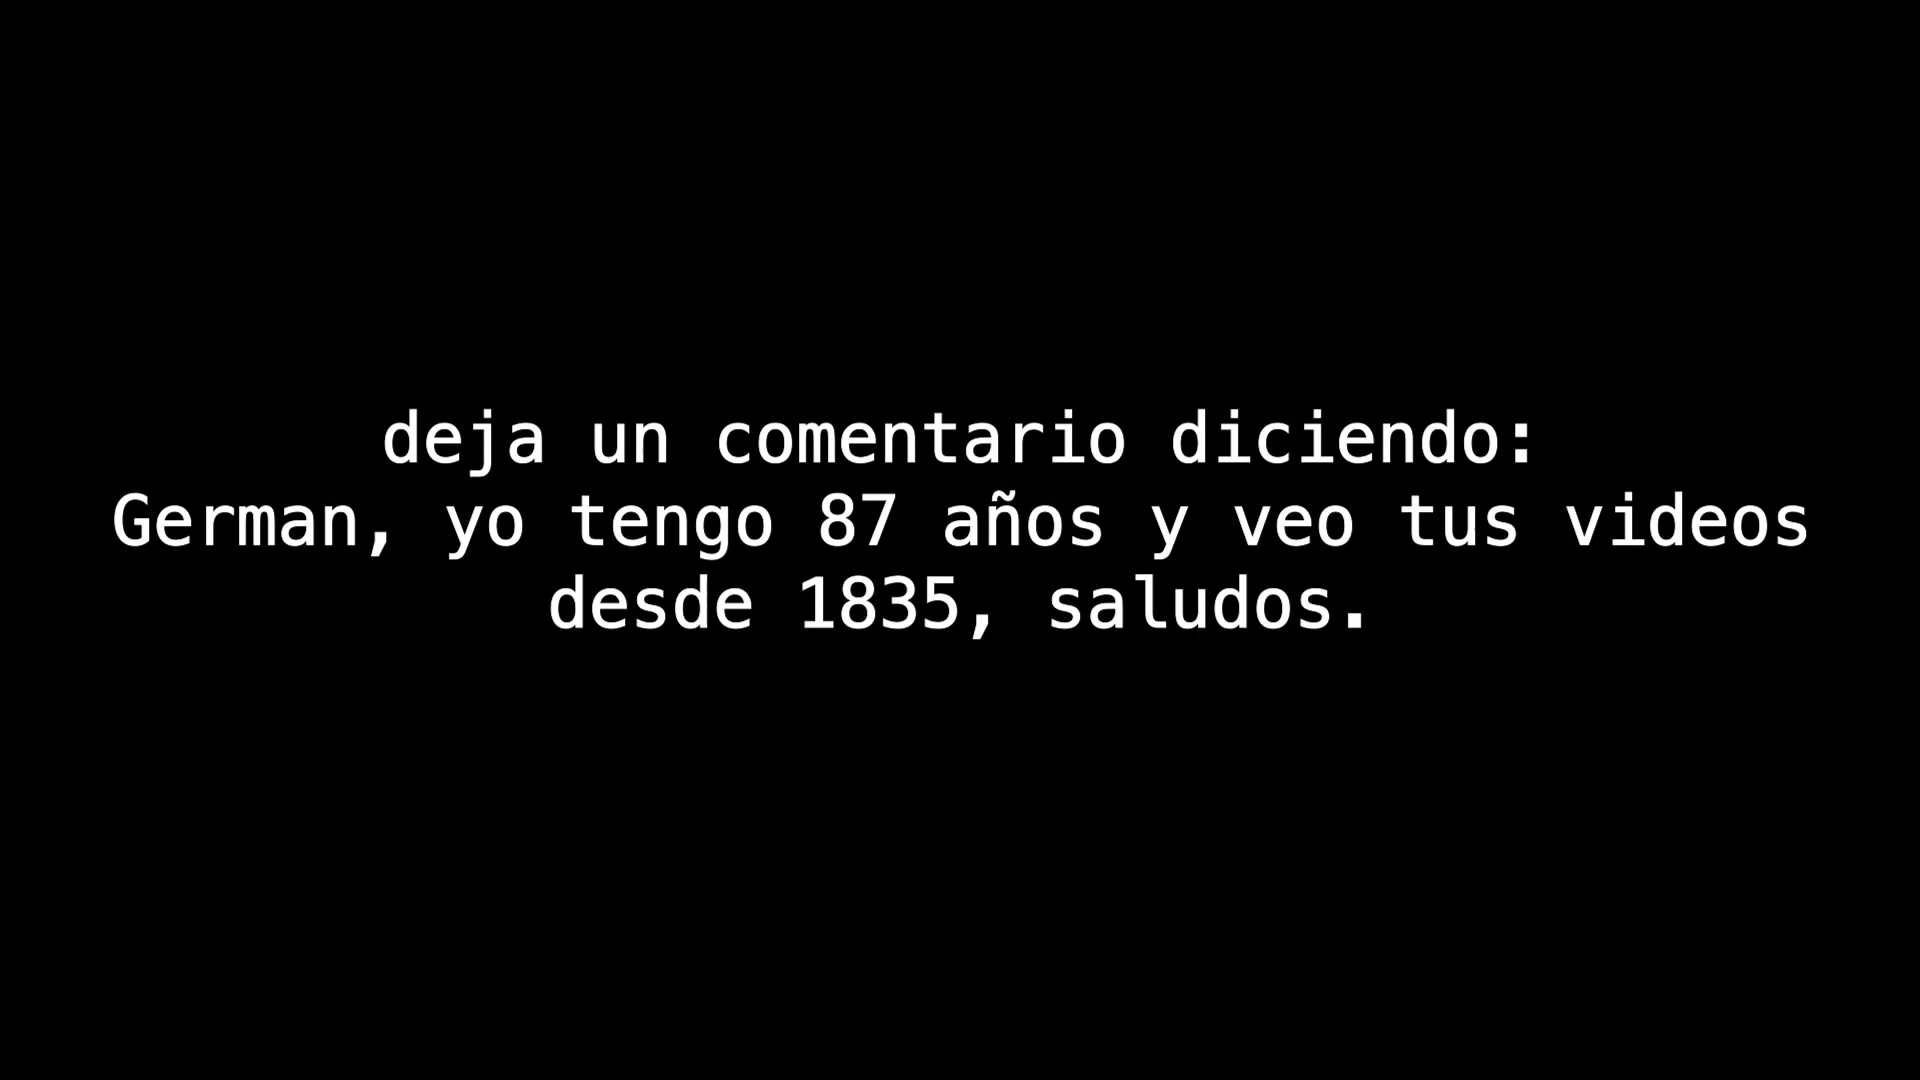 deja un comentario diciendo:
German, yo tengo 87 años y veo tus videos
desde 1835, saludos.